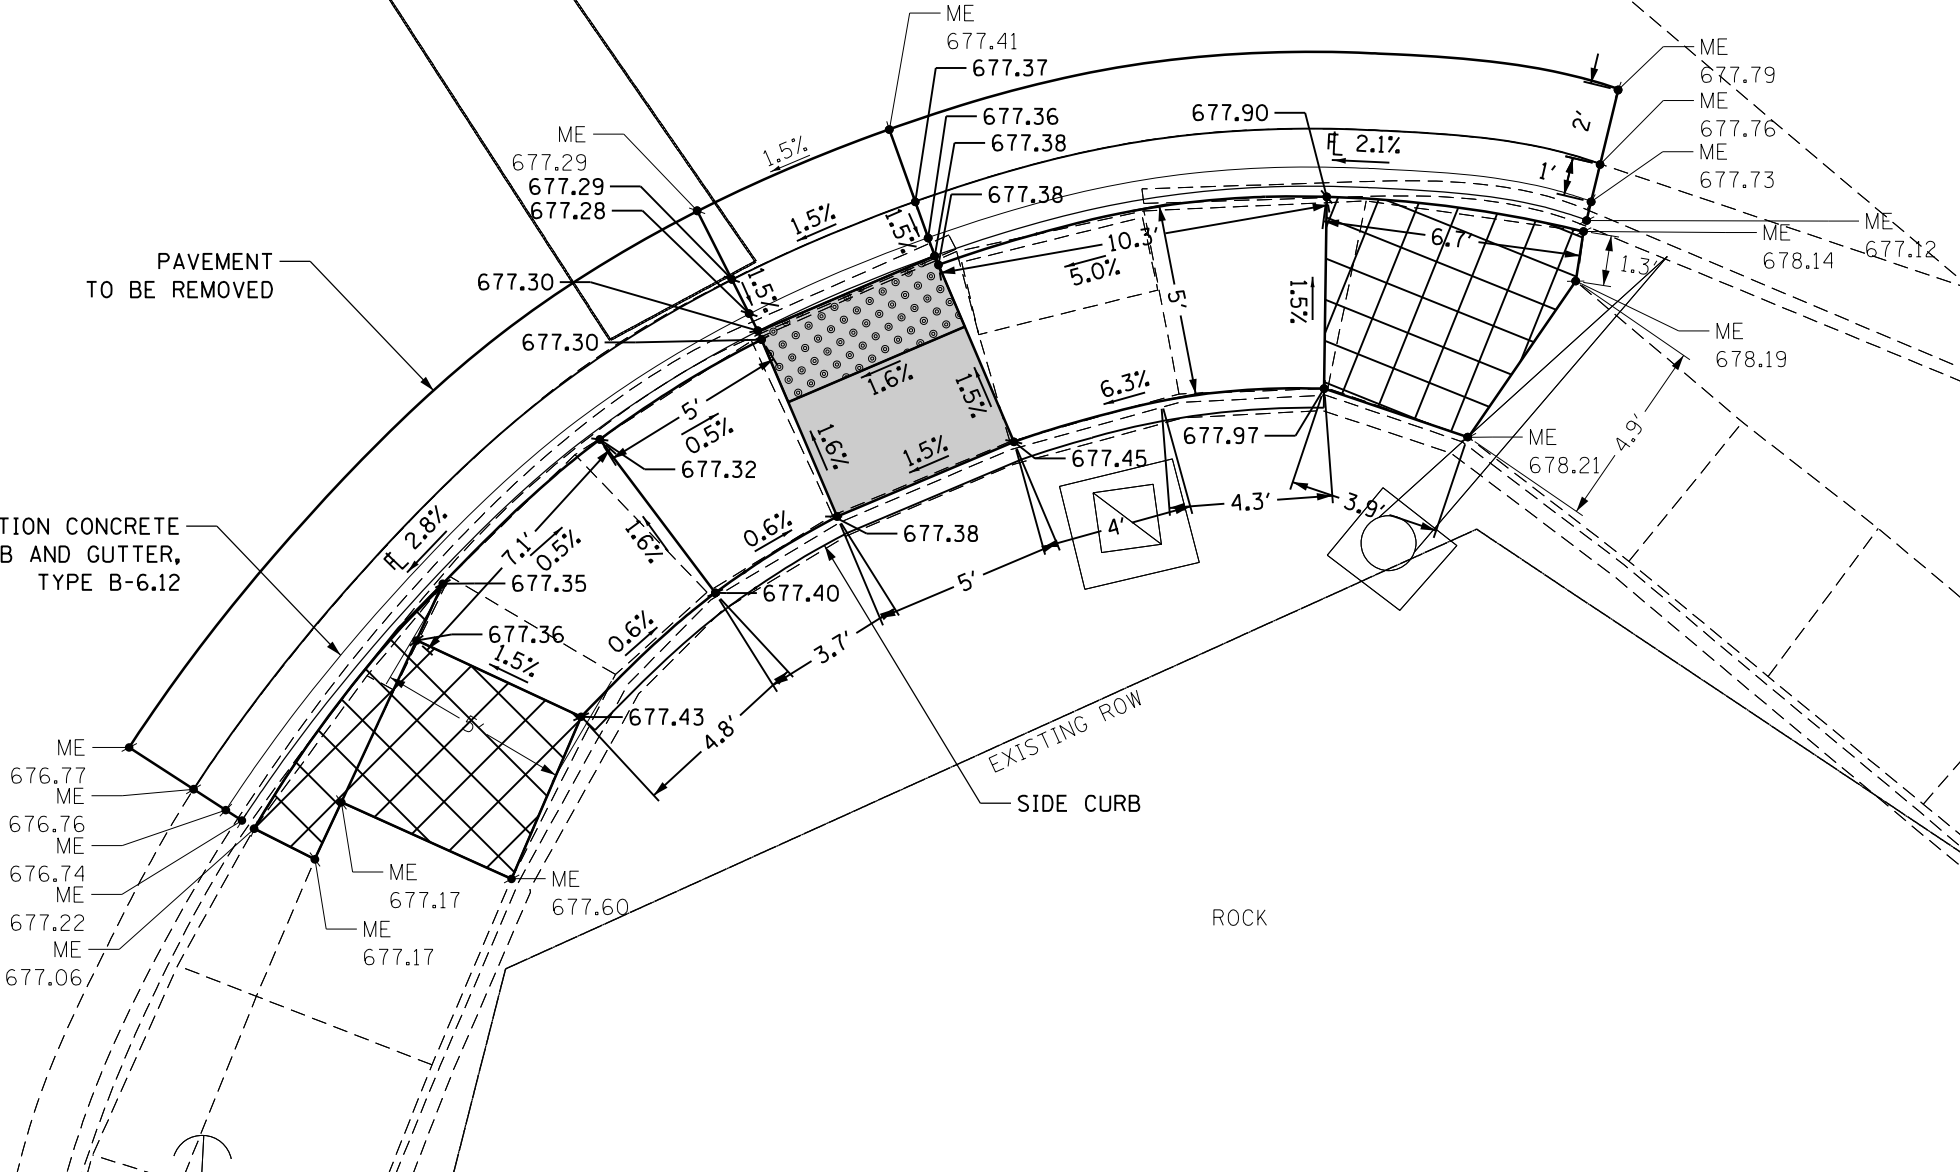 ME
677.41
677.37
ME
677.79
ME
677.76
ME
677.73
677.90
677.36
677.38
℄ 2.1%
2'
1'
ME
677.29
677.29
677.28
1.5%
1.5%
1.5%
677.38
ME
677.12
ME
678.14
10.3'
5.0%
6.7'
1.3'
PAVEMENT
TO BE REMOVED
677.30
677.30
1.5%
5'
1.5%
ME
678.19
1.6%
1.5%
6.3%
5'
0.5%
1.6%
1.5%
677.32
677.45
677.97
ME
678.21
4.9'
TION CONCRETE
B AND GUTTER,
TYPE B-6.12
℄ 2.8%
7.1'
0.5%
1.6%
0.6%
677.38
4'
4.3'
3.9'
677.35
677.40
5'
677.36
1.5%
0.6%
3.7'
677.43
4.8'
5'
EXISTING ROW
SIDE CURB
ME
676.77
ME
676.76
ME
676.74
ME
677.22
ME
677.06
ME
677.17
ME
677.60
ME
677.17
ROCK